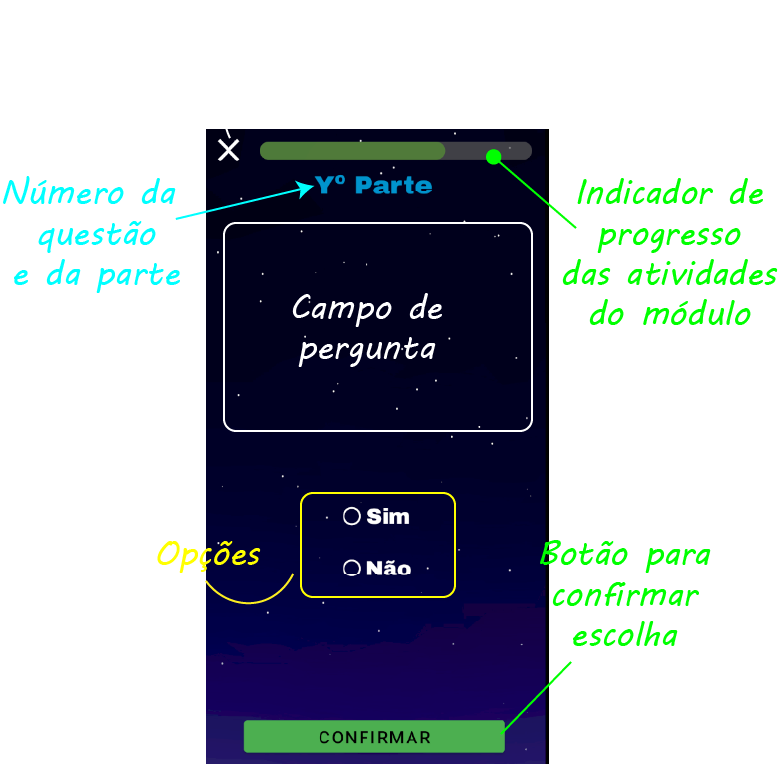 Yº Parte
Número da
questão
e da parte
Indicador de
progresso
das atividades
do módulo
Campo de
pergunta
Sim
Não
Opções
Botão para
confirmar
escolha
CONFIRMAR